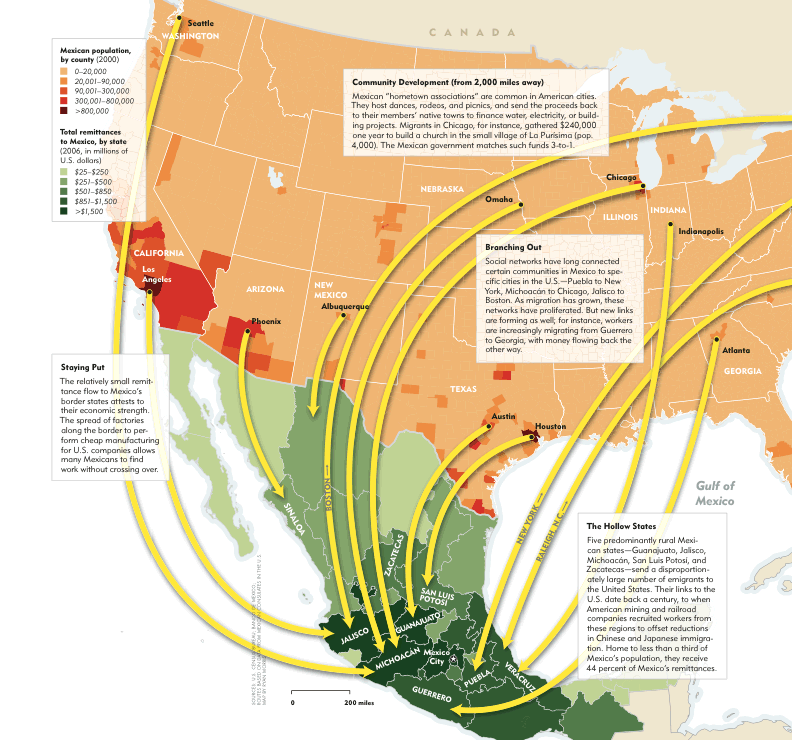 CANADA
Seattle
WASHINGTON
Mexican population,
by county (2000)
0–20,000
20,001–90,000
90,001–300,000
300,001–800,000
>800,000
Total remittances
to Mexico, by state
(2006, in millions of
U.S. dollars)
$25–$250
$251–$500
$501–$850
$851–$1,500
>$1,500
Community Development (from 2,000 miles away)
Mexican “hometown associations” are common in American cities.
They host dances, rodeos, and picnics, and send the proceeds back
to their members’ native towns to finance water, electricity, or build-
ing projects. Migrants in Chicago, for instance, gathered $240,000
one year to build a church in the small village of La Purísima (pop.
4,000). The Mexican government matches such funds 3-to-1.
Chicago
NEBRASKA
Omaha
ILLINOIS
INDIANA
Indianapolis
CALIFORNIA
Los
Angeles
ARIZONA
NEW
MEXICO
Albuquerque
Phoenix
Branching Out
Social networks have long connected
certain communities in Mexico to spe-
cific cities in the U.S.—Puebla to New
York, Michoacán to Chicago, Jalisco to
Boston. As migration has grown, these
networks have proliferated. But new links
are forming as well; for instance, workers
are increasingly migrating from Guerrero
to Georgia, with money flowing back the
other way.
Atlanta
GEORGIA
Staying Put
The relatively small remit-
tance flow to Mexico’s
border states attests to
their economic strength.
The spread of factories
along the border to per-
form cheap manufacturing
for U.S. companies allows
many Mexicans to find
work without crossing over.
TEXAS
Austin
Houston
BOSTON →
SINALOA
Gulf of
Mexico
NEW YORK →
RALEIGH, N.C. →
ZACATECAS
SAN LUIS
POTOSÍ
GUANAJUATO
JALISCO
MICHOACÁN
Mexico
City
PUEBLA
VERACRUZ
GUERRERO
The Hollow States
Five predominantly rural Mexi-
can states—Guanajuato, Jalisco,
Michoacán, San Luis Potosí, and
Zacatecas—send a disproportion-
ately large number of emigrants to
the United States. Their links to the
U.S. date back a century, to when
American mining and railroad
companies recruited workers from
these regions to offset reductions
in Chinese and Japanese immigra-
tion. Home to less than a third of
Mexico’s population, they receive
44 percent of Mexico’s remittances.
0 200 miles